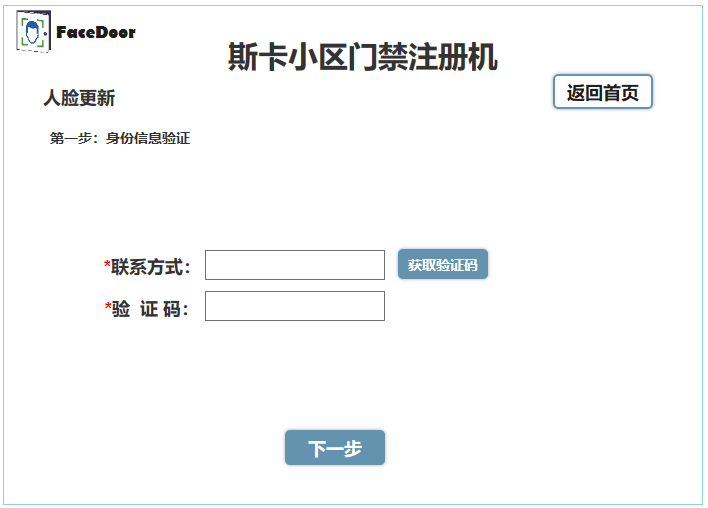 FaceDoor
斯卡小区门禁注册机
人脸更新
返回首页
第一步：身份信息验证
*联系方式：
获取验证码
*验 证 码：
下一步